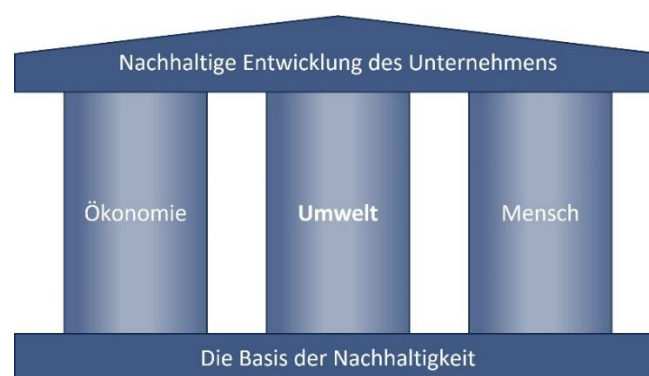 Nachhaltige Entwicklung des Unternehmens
Ökonomie
Umwelt
Mensch
Die Basis der Nachhaltigkeit